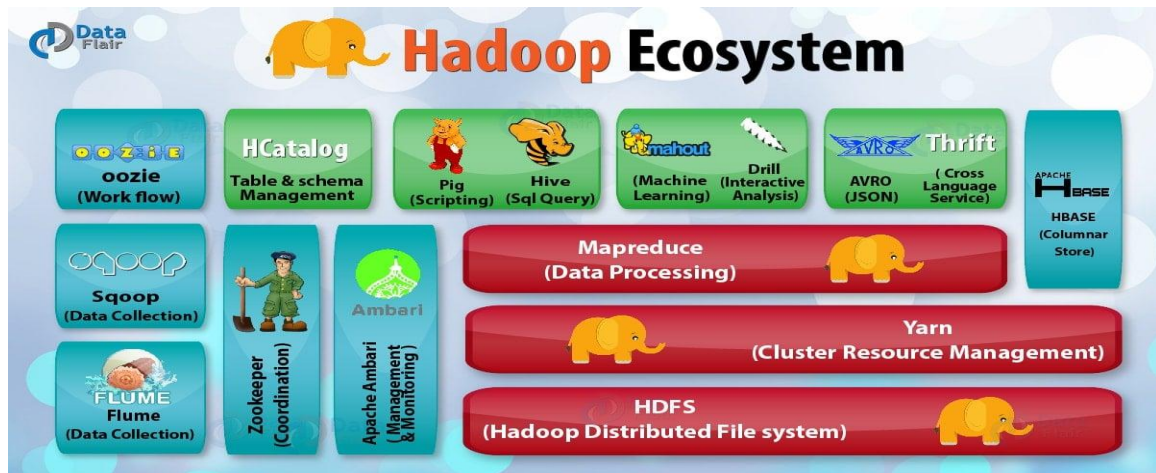 Data
Flair
Hadoop Ecosystem
OOZiE
oozie
(Work flow)
HCatalog
Table & schema
Management
Pig
(Scripting)
Hive
(Sql Query)
mahout
(Machine
Learning)
Drill
(Interactive
Analysis)
AVRO
AVRO
(JSON)
Thrift
( Cross
Language
Service)
APACHE
HBASE
HBASE
(Columnar
Store)
sqoop
Sqoop
(Data Collection)
FLUME
Flume
(Data Collection)
Zookeeper
(Coordination)
Ambari
Apache Ambari
( Management
& Monitoring )
Mapreduce
(Data Processing)
Yarn
(Cluster Resource Management)
HDFS
(Hadoop Distributed File system)